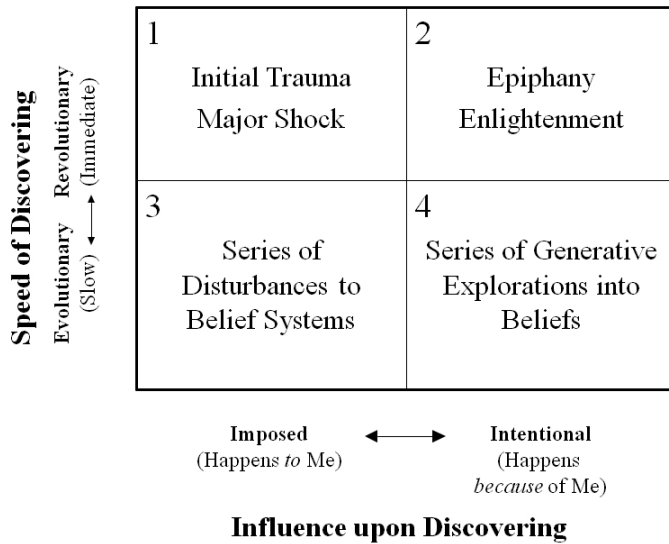 1
Initial Trauma
Major Shock
2
Epiphany
Enlightenment
3
Series of
Disturbances to
Belief Systems
4
Series of Generative
Explorations into
Beliefs
Speed of Discovering
Evolutionary
(Slow)
Revolutionary
(Immediate)
Imposed
(Happens to Me)
Intentional
(Happens
because of Me)
Influence upon Discovering